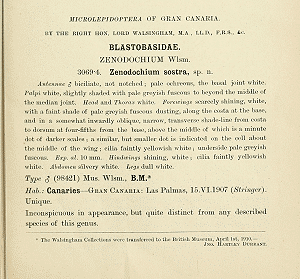 MICROLEPIDOPTERA OF GRAN CANARIA.
BY THE RIGHT HON. LORD WALSINGHAM, M.A., LL.D., F.R.S., &c.
BLASTOBASIDAE.
ZENODOCHIUM Wlsm.
3069·4. Zenodochium sostra, sp. n.
Antennae ⅔ biciliate, not notched; pale ochreous, the basal joint white.
Palpi white, slightly shaded with pale greyish fuscous to beyond the middle of
the median joint. Head and Thorax white. Forewings scarcely shining, white,
with a faint shade of pale greyish fuscous dusting, along the costa at the base,
and in a somewhat inwardly oblique, narrow, transverse shade-line from costa
to dorsum at four-fifths from the base, above the middle of which is a minute
dot of darker scales; a similar, but smaller dot is indicated on the cell about
the middle of the wing; cilia faintly yellowish white; underside pale greyish
fuscous. Exp. al. 10 mm. Hindwings shining, white; cilia faintly yellowish
white. Abdomen silvery white. Legs dull white.
Type ♂ (98421) Mus. Wlsm., B.M.*
Hab.: Canaries—GRAN CANARIA: Las Palmas, 15.VI.1907 (Stringer).
Unique.
Inconspicuous in appearance, but quite distinct from any described
species of this genus.
* The Walsingham Collections were transferred to the British Museum, April 1st, 1910.—
JNO. HARTLEY DURRANT.